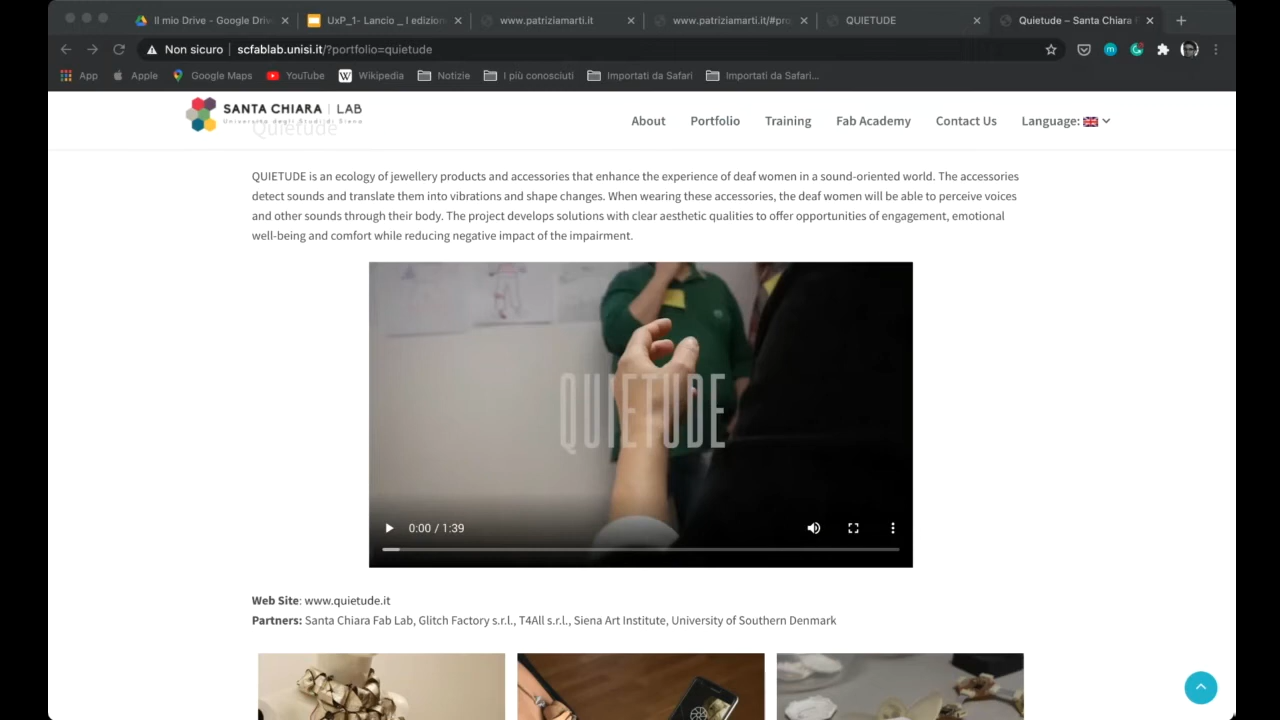 Il mio Drive - Google Driv
UxP_1- Lancio _ I edizion
www.patriziamarti.it
www.patriziamarti.it/#pro
QUIETUDE
Quietude – Santa Chiara F
Non sicuro
scfablab.unisi.it/?portfolio=quietude
App
Apple
Google Maps
YouTube
Wikipedia
Notizie
I più conosciuti
Importati da Safari
Importati da Safari...
SANTA CHIARA | LAB
Università degli Studi di Siena
Quietude
About
Portfolio
Training
Fab Academy
Contact Us
Language:
QUIETUDE is an ecology of jewellery products and accessories that enhance the experience of deaf women in a sound-oriented world. The accessories
detect sounds and translate them into vibrations and shape changes. When wearing these accessories, the deaf women will be able to perceive voices
and other sounds through their body. The project develops solutions with clear aesthetic qualities to offer opportunities of engagement, emotional
well-being and comfort while reducing negative impact of the impairment.
QUIETUDE
0:00 / 1:39
Web Site: www.quietude.it
Partners: Santa Chiara Fab Lab, Glitch Factory s.r.l., T4All s.r.l., Siena Art Institute, University of Southern Denmark